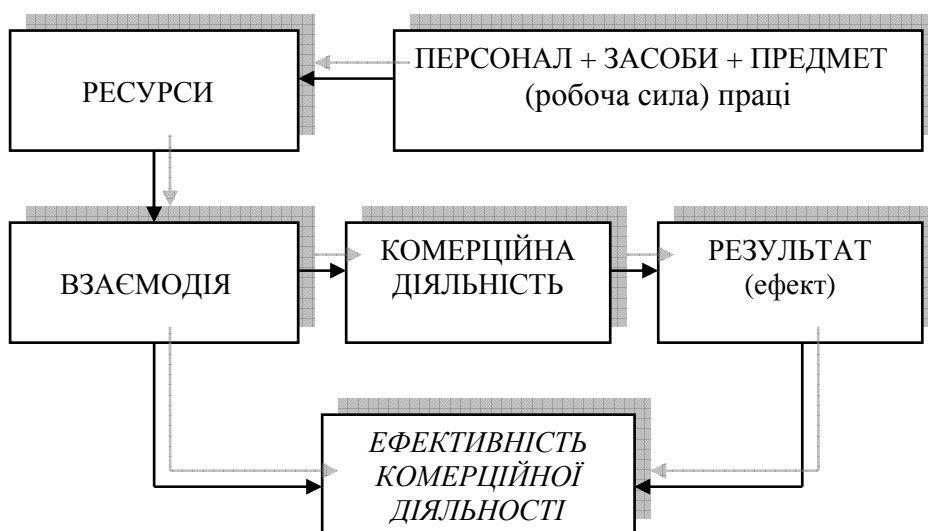 ПЕРСОНАЛ + ЗАСОБИ + ПРЕДМЕТ
(робоча сила) праці
РЕСУРСИ
ВЗАЄМОДІЯ
КОМЕРЦІЙНА
ДІЯЛЬНІСТЬ
РЕЗУЛЬТАТ
(ефект)
ЕФЕКТИВНІСТЬ
КОМЕРЦІЙНОЇ
ДІЯЛЬНОСТІ